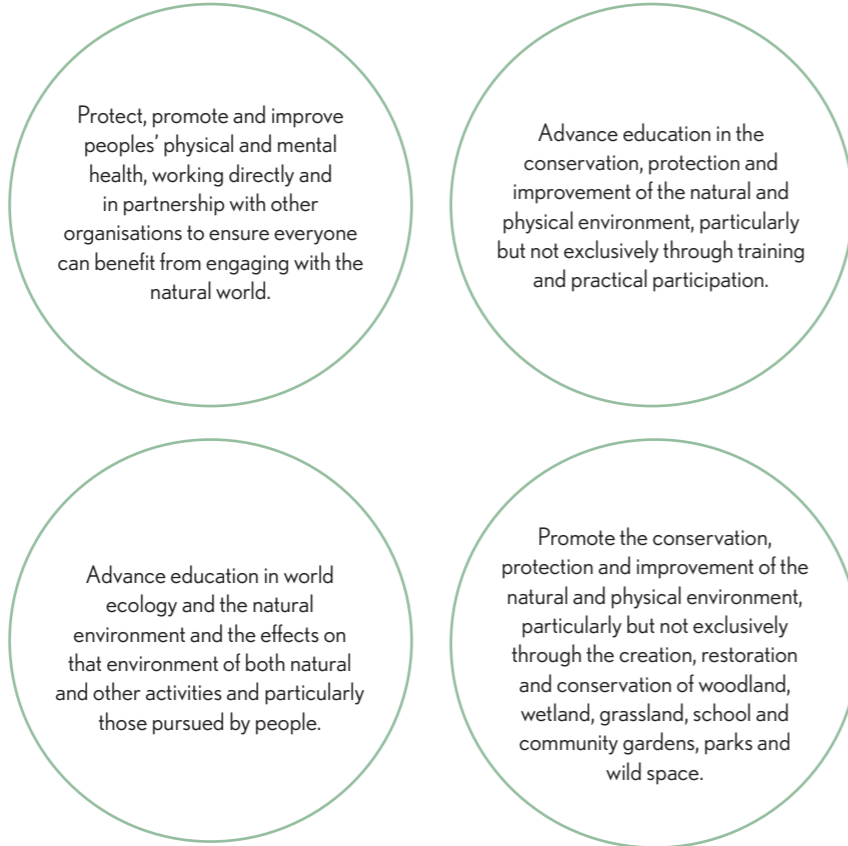 Protect, promote and improve
peoples' physical and mental
health, working directly and
in partnership with other
organisations to ensure everyone
can benefit from engaging with the
natural world.
Advance education in the
conservation, protection and
improvement of the natural and
physical environment, particularly
but not exclusively through training
and practical participation.
Advance education in world
ecology and the natural
environment and the effects on
that environment of both natural
and other activities and particularly
those pursued by people.
Promote the conservation,
protection and improvement of the
natural and physical environment,
particularly but not exclusively
through the creation, restoration
and conservation of woodland,
wetland, grassland, school and
community gardens, parks and
wild space.